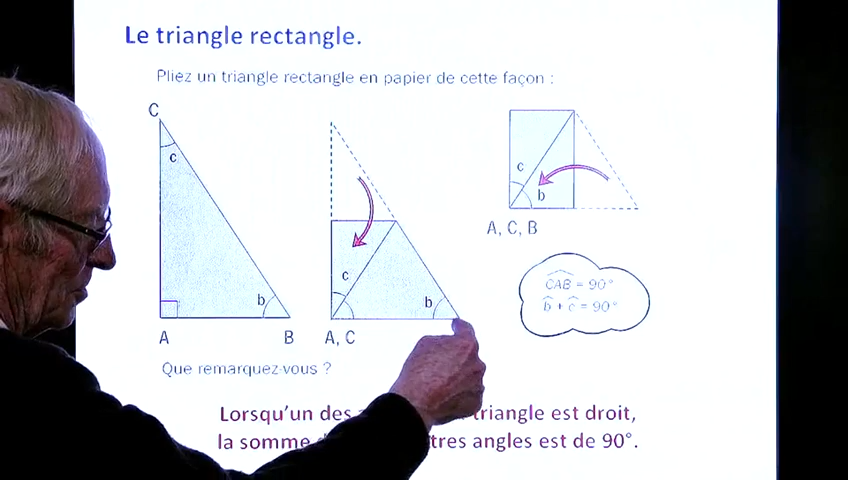 Le triangle rectangle.
Pliez un triangle rectangle en papier de cette façon :
C
c
b
A
B
c
b
A, C
c
b
A, C, B
CAB = 90°
b + c = 90°
Que remarquez-vous ?
Lorsqu'un des triangle est droit,
la somme angles est de 90°.